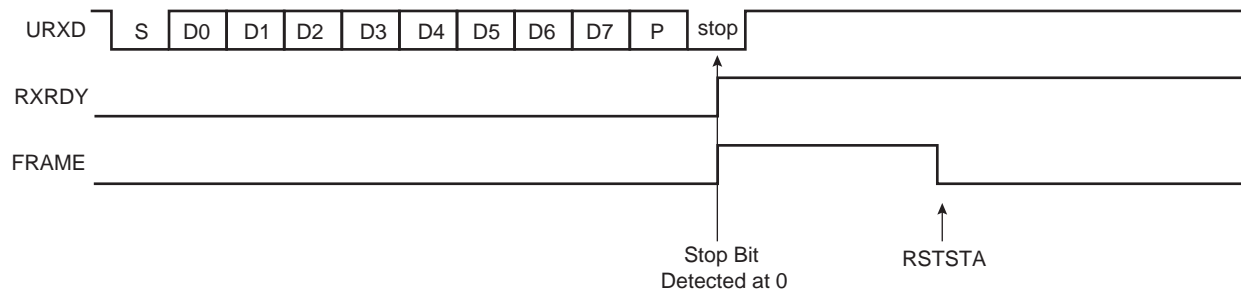 URXD S D0 D1 D2 D3 D4 D5 D6 D7 P stop
RXRDY
FRAME
Stop Bit
Detected at 0
RSTSTA